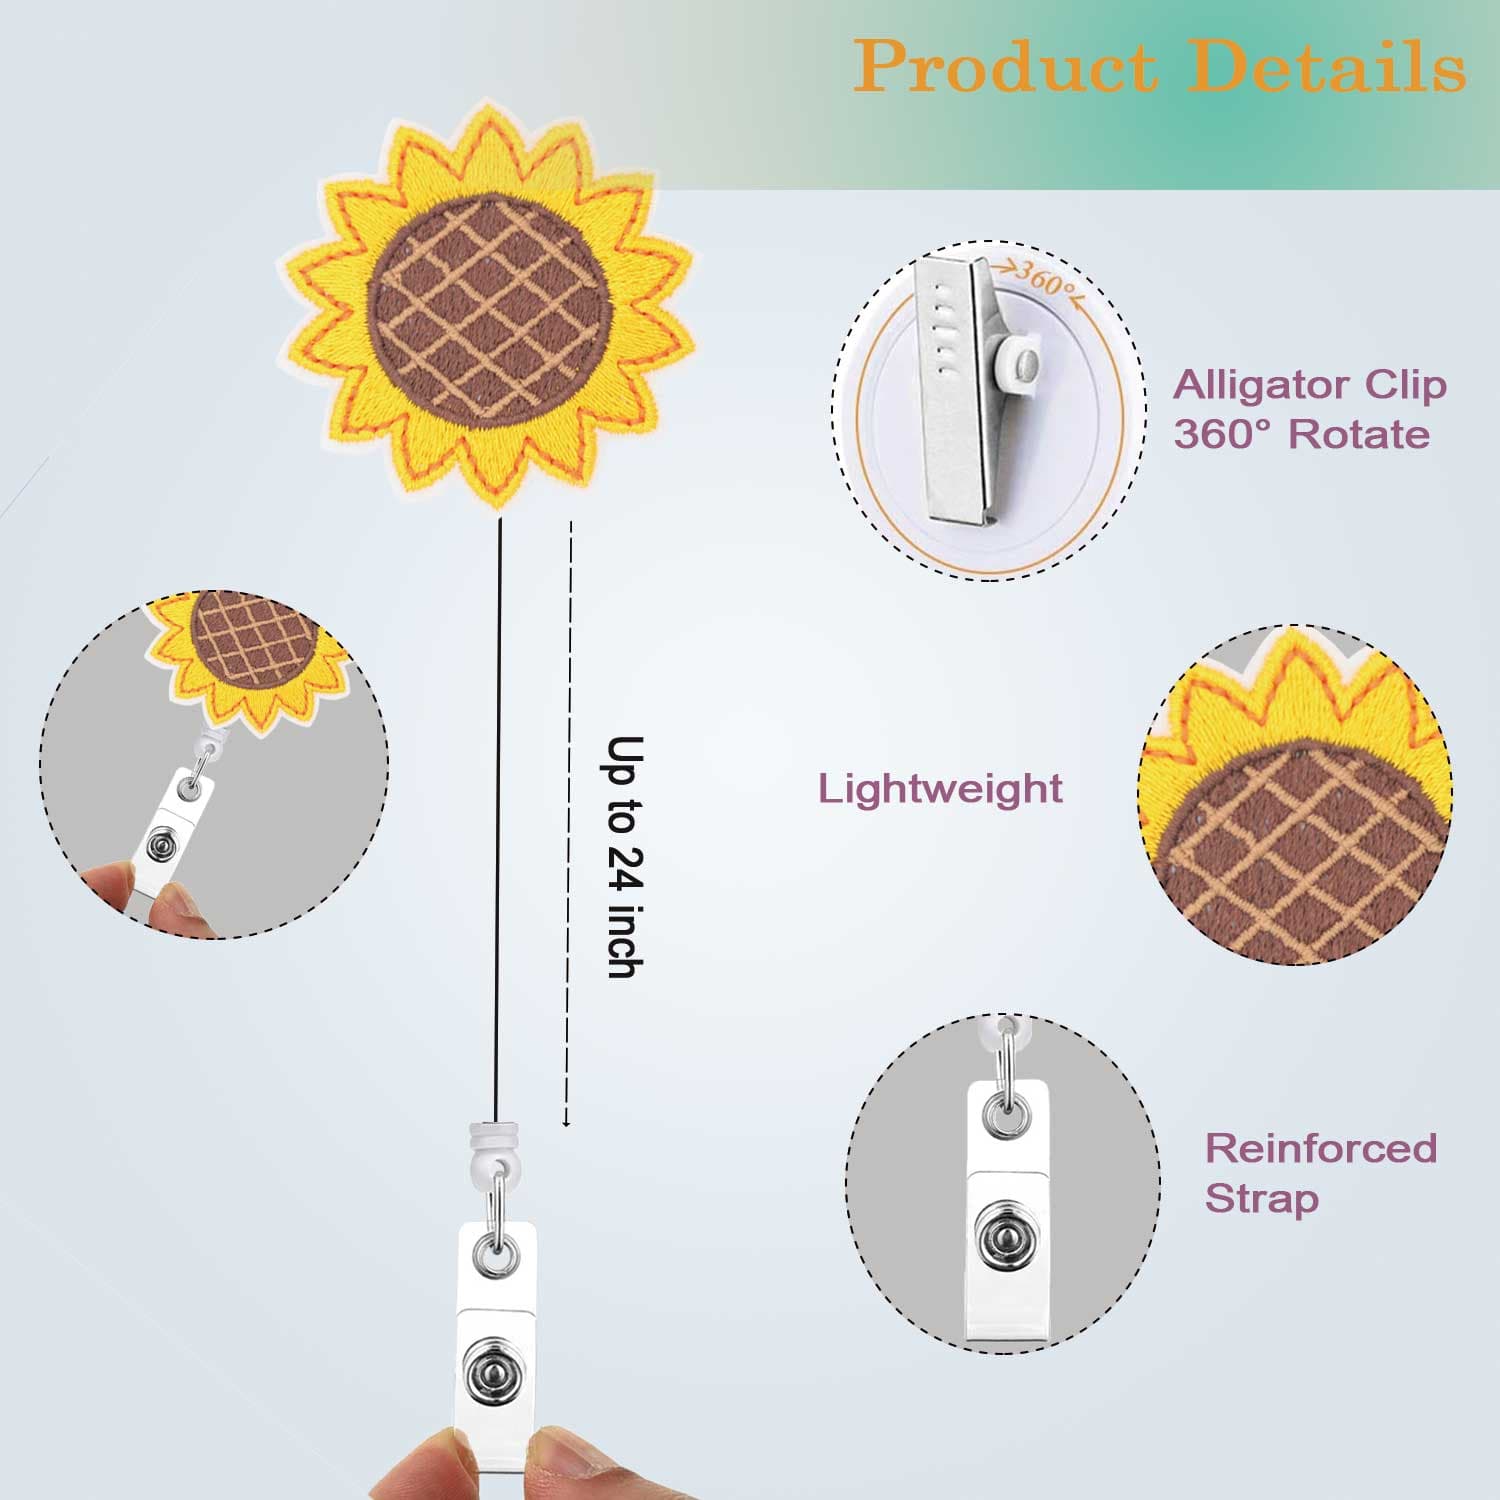 Product Details
→360°←
Alligator Clip
360° Rotate
Up to 24 inch
Lightweight
Reinforced
Strap